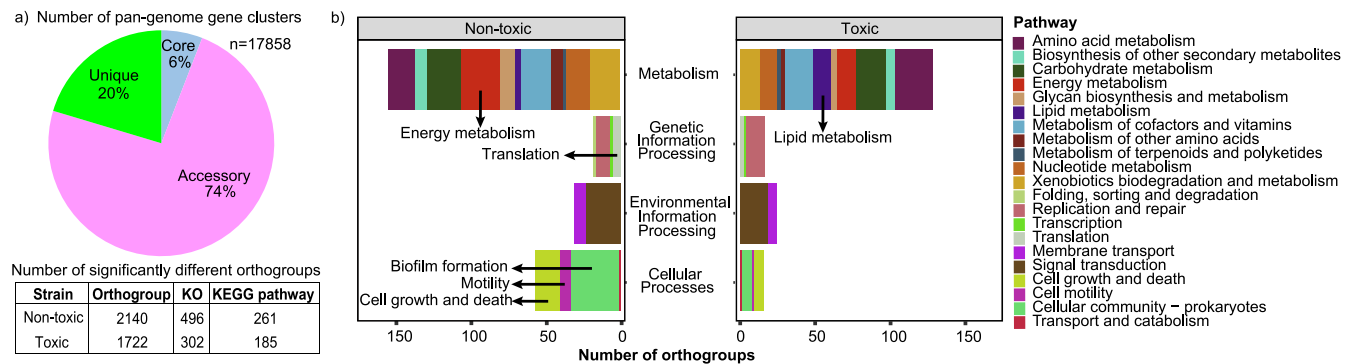 a) Number of pan-genome gene clusters
n=17858
Core
6%
Unique
20%
Accessory
74%
Number of significantly different orthogroups
Strain Orthogroup KO KEGG pathway
Non-toxic 2140 496 261
Toxic 1722 302 185
b)
Non-toxic
Toxic
Metabolism
Energy metabolism
Lipid metabolism
Genetic
Information
Processing
Translation
Environmental
Information
Processing
Cellular
Processes
Biofilm formation
Motility
Cell growth and death
150 100 50 0
0 50 100 150
Number of orthogroups
Pathway
Amino acid metabolism
Biosynthesis of other secondary metabolites
Carbohydrate metabolism
Energy metabolism
Glycan biosynthesis and metabolism
Lipid metabolism
Metabolism of cofactors and vitamins
Metabolism of other amino acids
Metabolism of terpenoids and polyketides
Nucleotide metabolism
Xenobiotics biodegradation and metabolism
Folding, sorting and degradation
Replication and repair
Transcription
Translation
Membrane transport
Signal transduction
Cell growth and death
Cell motility
Cellular community − prokaryotes
Transport and catabolism